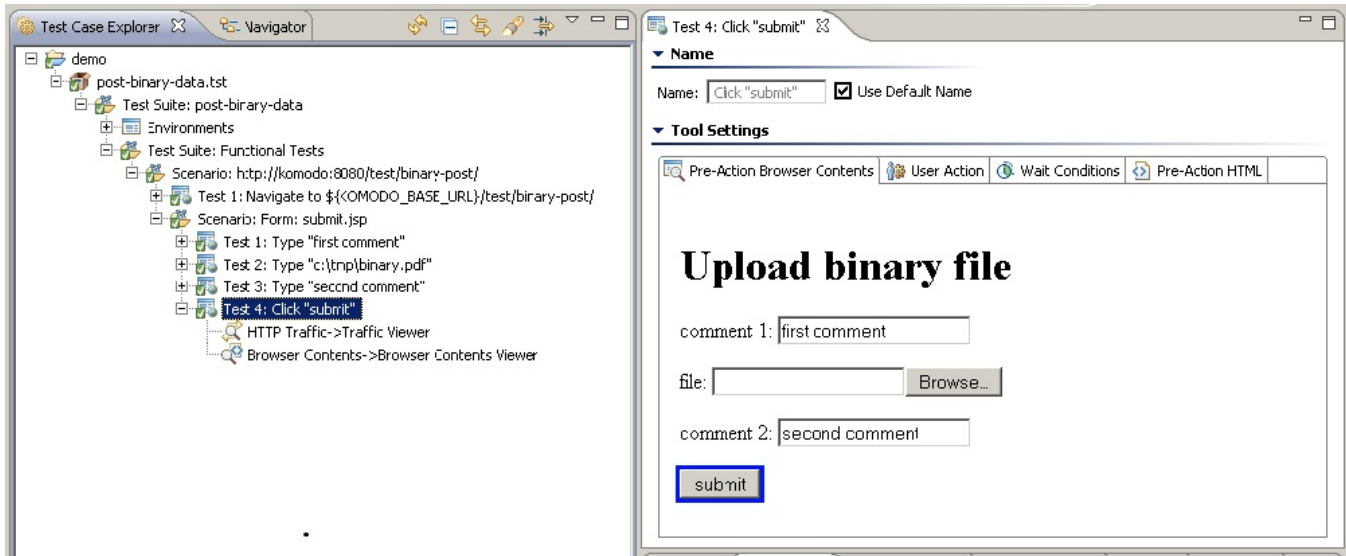 Test Case Explorer
Navigator
demo
post-binary-data.tst
Test Suite: post-binary-data
Environments
Test Suite: Functional Tests
Scenario: http://komodo:8080/test/binary-post/
Test 1: Navigate to ${KOMODO_BASE_URL}/test/binary-post/
Scenario: Form: submit.jsp
Test 1: Type "first comment"
Test 2: Type "c:\tmp\binary.pdf"
Test 3: Type "second comment"
Test 4: Click "submit"
HTTP Traffic->Traffic Viewer
Browser Contents->Browser Contents Viewer
Test 4: Click "submit"
Name
Name: Click "submit" Use Default Name
Tool Settings
Pre-Action Browser Contents User Action Wait Conditions Pre-Action HTML
Upload binary file
comment 1: first comment
file: Browse...
comment 2: second comment
submit